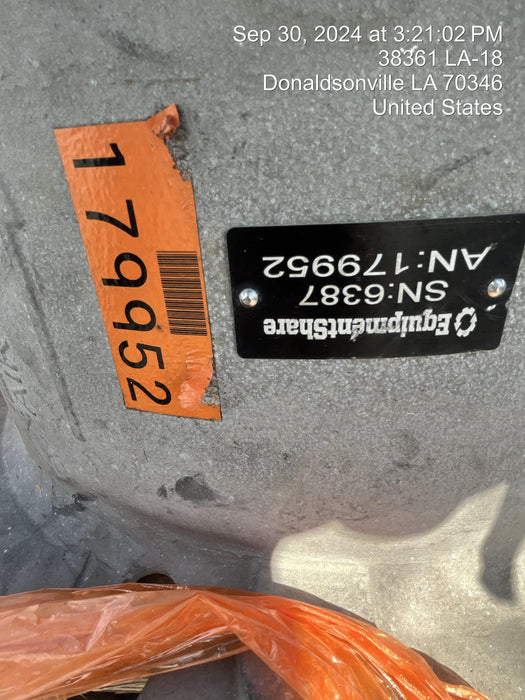 Sep 30, 2024 at 3:21:02 PM
38361 LA-18
Donaldsonville LA 70346
United States
179952
EquipmentShare
SN:6387
AN:179952